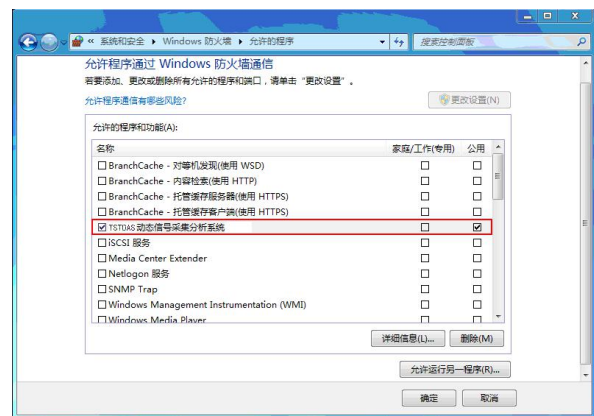 « 系统和安全 ▸ Windows 防火墙 ▸ 允许的程序
搜索控制面板
允许程序通过 Windows 防火墙通信
若要添加、更改或删除所有允许的程序和端口，请单击“更改设置”。
允许程序通信有哪些风险?
更改设置(N)
允许的程序和功能(A):
名称 家庭/工作(专用) 公用
BranchCache - 对等机发现(使用 WSD)
BranchCache - 内容检索(使用 HTTP)
BranchCache - 托管缓存服务器(使用 HTTPS)
BranchCache - 托管缓存客户端(使用 HTTPS)
TSTDAS动态信号采集分析系统
iSCSI 服务
Media Center Extender
Netlogon 服务
SNMP Trap
Windows Management Instrumentation (WMI)
Windows Media Player
详细信息(L)... 删除(M)
允许运行另一程序(R)...
确定 取消